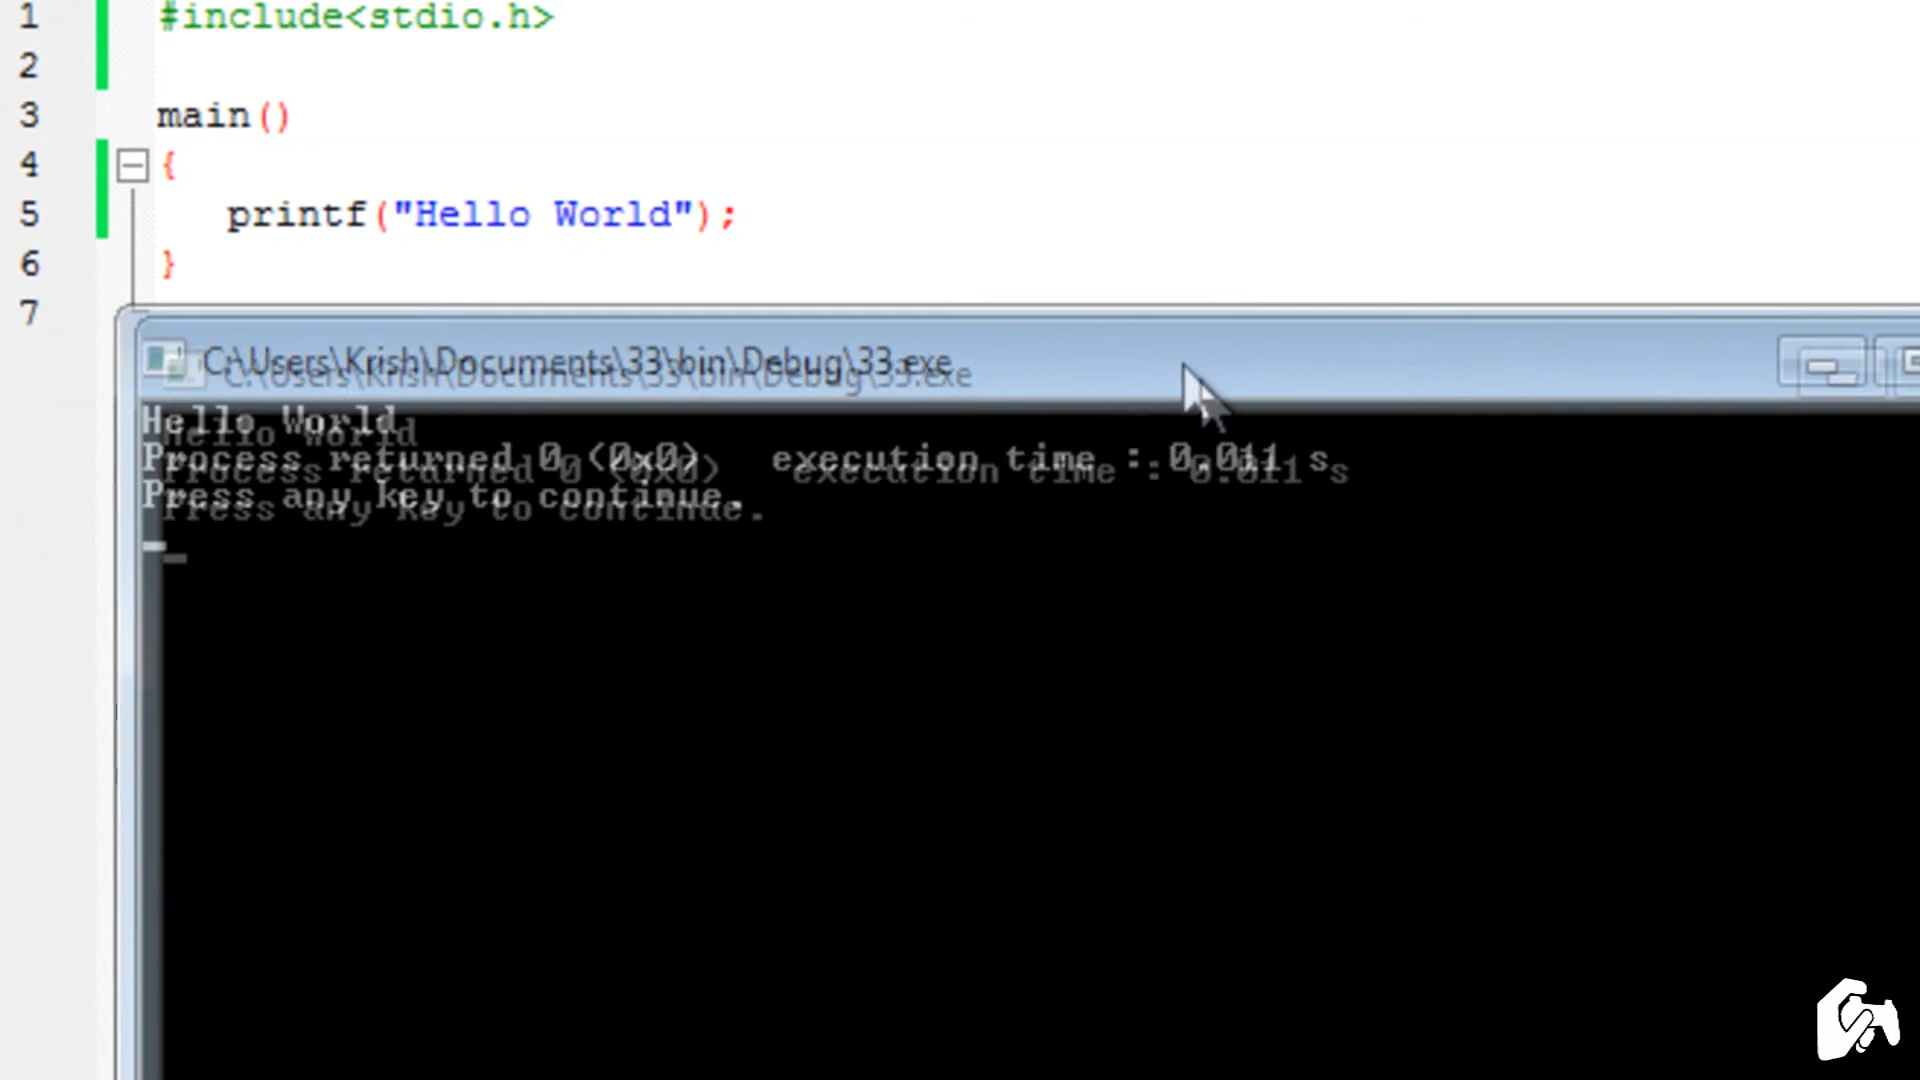 1 #include<stdio.h>
2
3 main()
4 {
5 printf("Hello World");
6 }
7
C:\Users\Krish\Documents\33\bin\Debug\33.exe
Hello World
Process returned 0 (0x0)   execution time : 0.011 s
Press any key to continue.